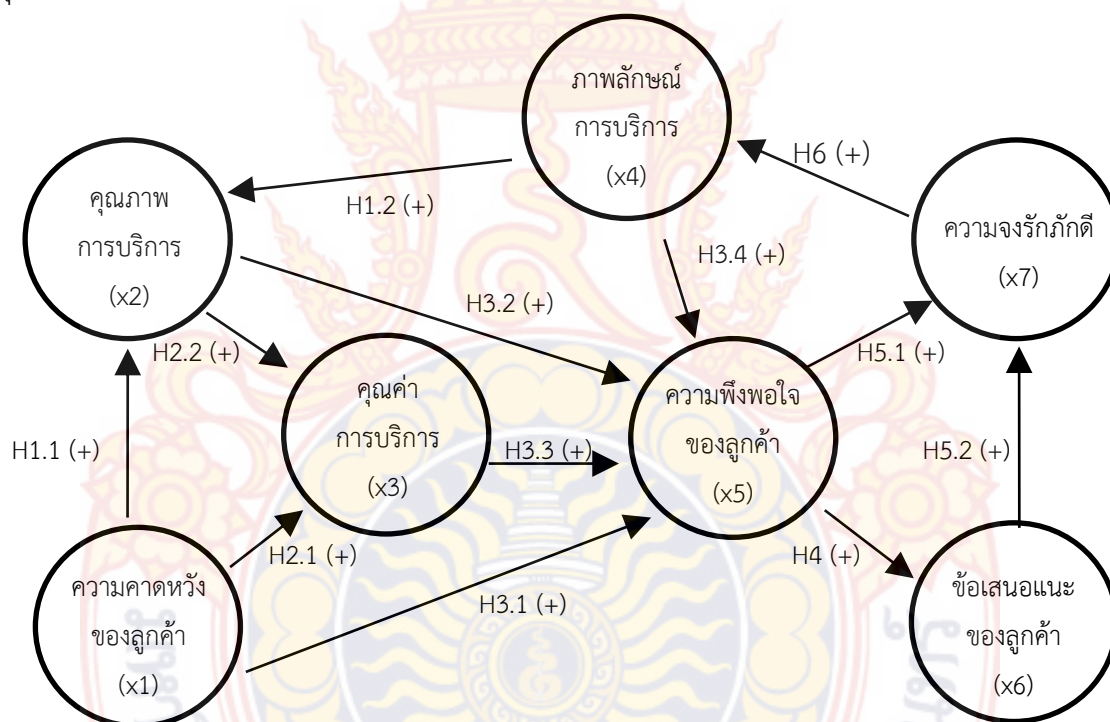 ภาพลักษณ์
การบริการ
(x4)
H6 (+)
คุณภาพ
การบริการ
(x2)
H1.2 (+)
ความจงรักภักดี
(x7)
H3.4 (+)
H3.2 (+)
H2.2 (+)
H5.1 (+)
คุณค่า
การบริการ
(x3)
ความพึงพอใจ
ของลูกค้า
(x5)
H1.1 (+)
H3.3 (+)
H5.2 (+)
H2.1 (+)
H4 (+)
ความคาดหวัง
ของลูกค้า
(x1)
H3.1 (+)
ข้อเสนอแนะ
ของลูกค้า
(x6)